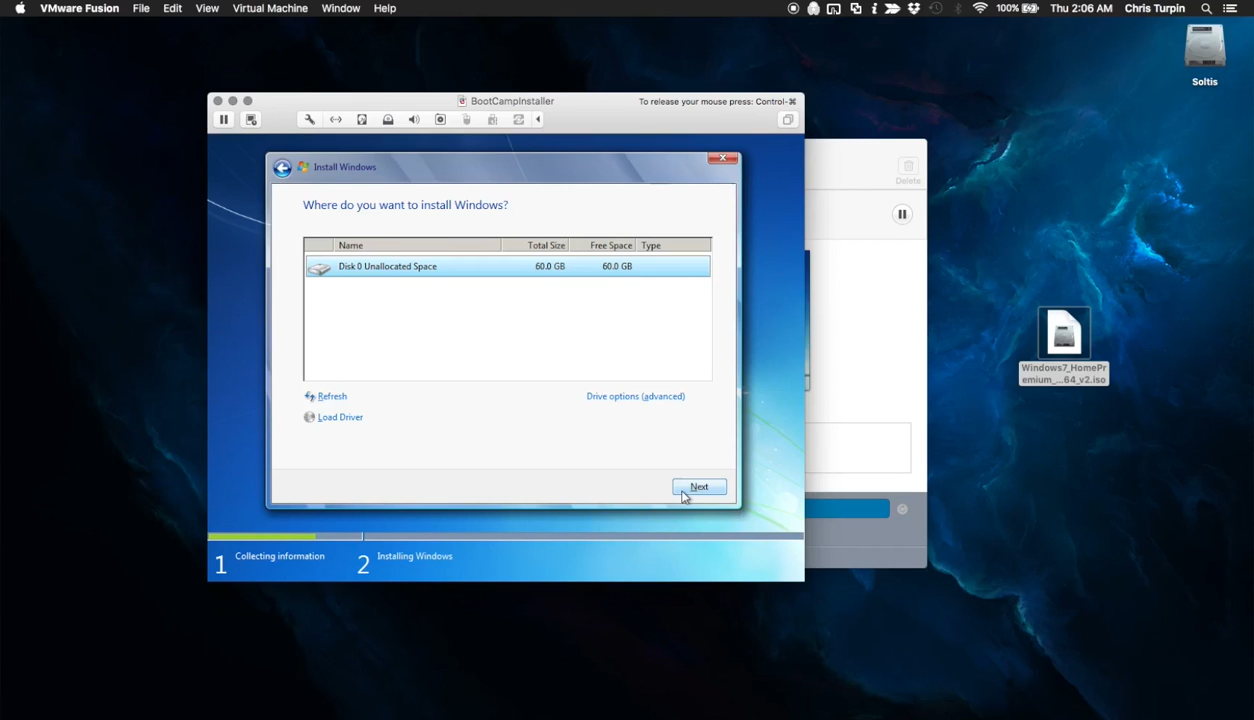 VMware Fusion File Edit View Virtual Machine Window Help 100% Thu 2:06 AM Chris Turpin
Soltis
BootCampInstaller To release your mouse press: Control-⌘
Delete
Install Windows
Where do you want to install Windows?
Name Total Size Free Space Type
Disk 0 Unallocated Space 60.0 GB 60.0 GB
Windows7_HomePr
emium_...64_v2.iso
Refresh Drive options (advanced)
Load Driver
Next
1 Collecting information 2 Installing Windows